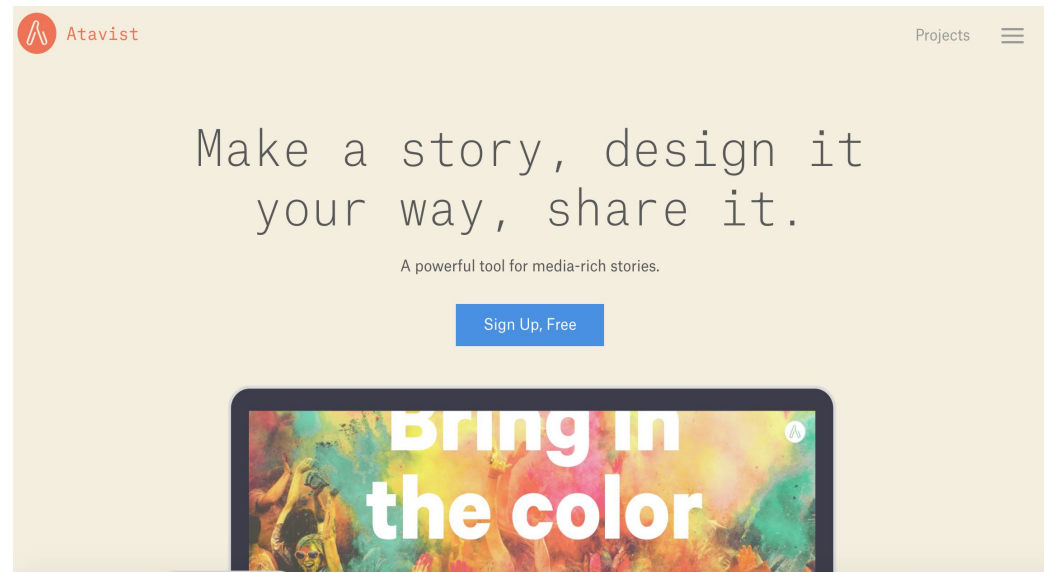 Atavist
Projects
Make a story, design it
your way, share it.
A powerful tool for media-rich stories.
Sign Up, Free
Bring in
the color